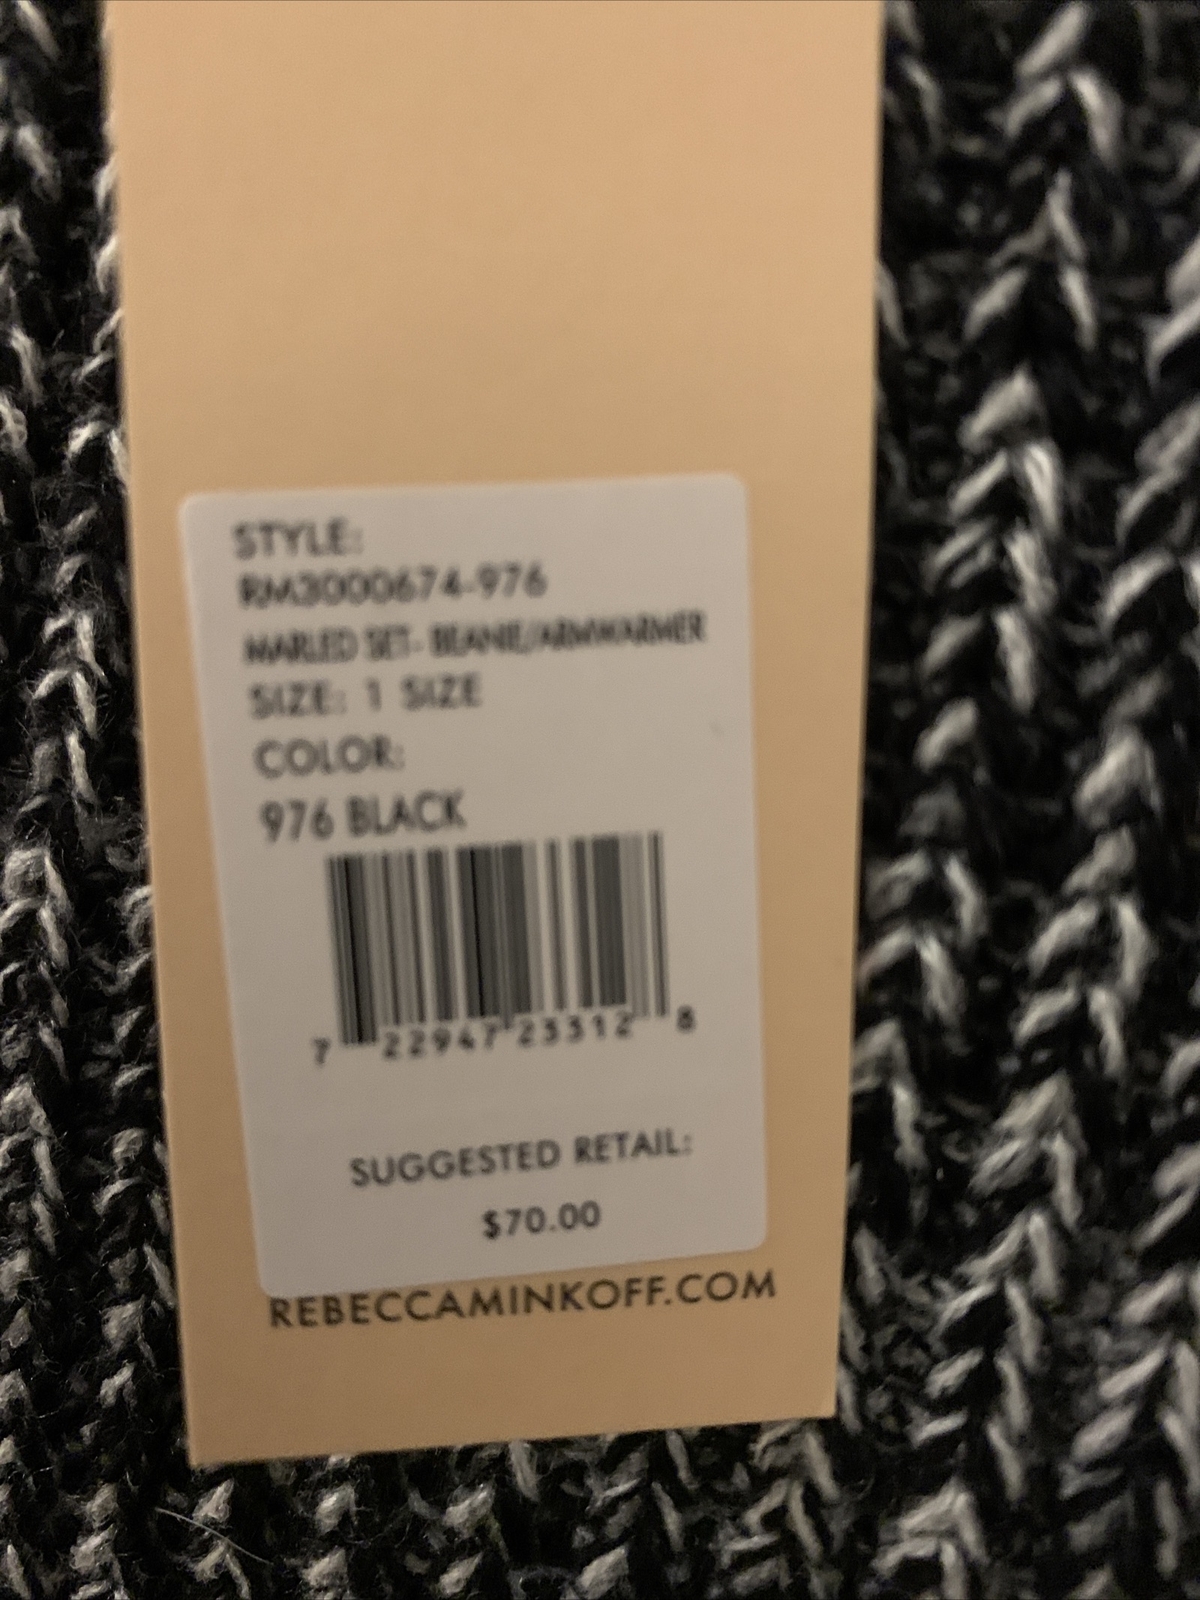 STYLE:
RM3000674-976
MARLED SET- BEANIE/ARMWARMER
SIZE: 1 SIZE
COLOR:
976 BLACK
7 22947 23312 8
SUGGESTED RETAIL:
$70.00
REBECCAMINKOFF.COM